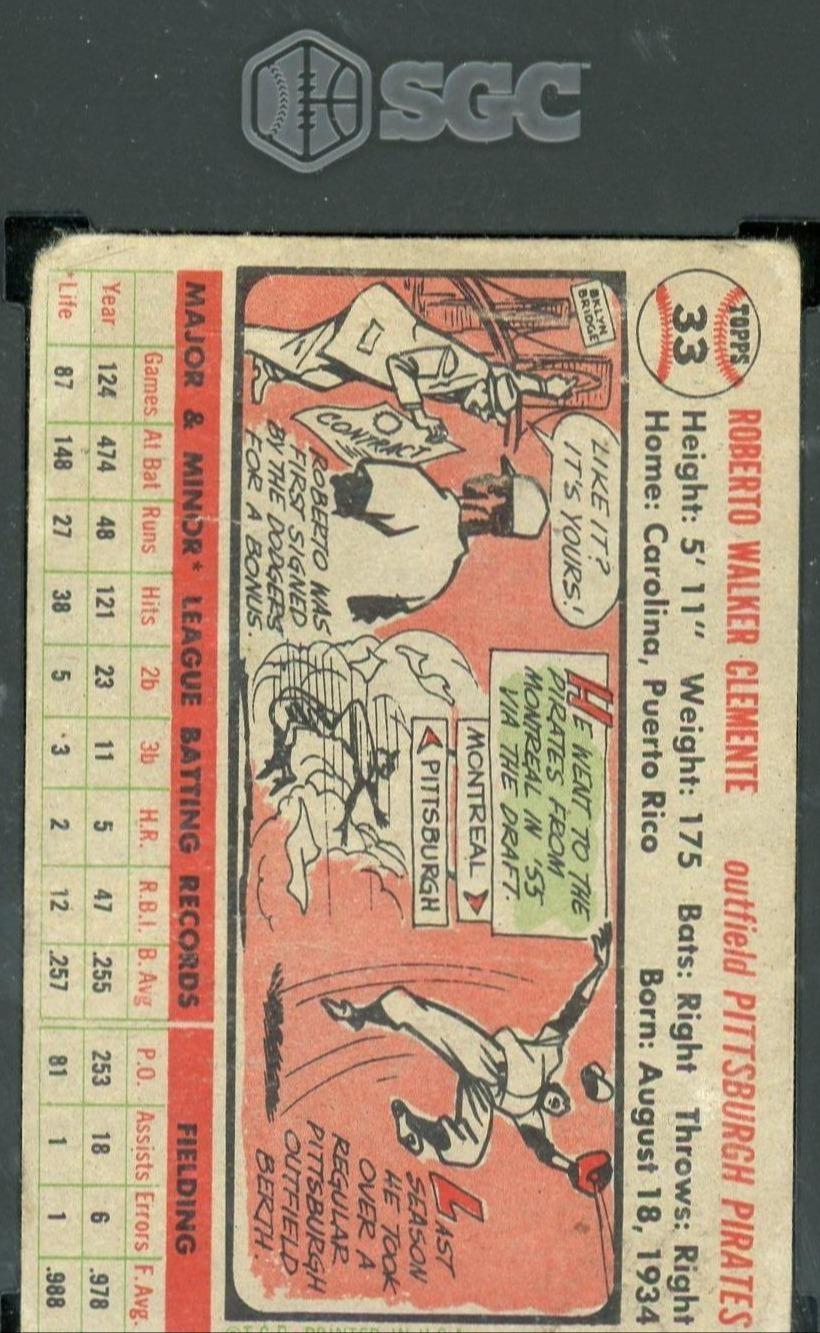 SGC
TOPPS
33
ROBERTO WALKER CLEMENTE outfield PITTSBURGH PIRATES
Height: 5' 11" Weight: 175 Bats: Right Throws: Right
Home: Carolina, Puerto Rico Born: August 18, 1934
BKLYN
BRIDGE
LIKE IT?
IT'S YOURS!
CONTRACT
ROBERTO WAS
FIRST SIGNED
BY THE DODGERS
FOR A BONUS.
HE WENT TO THE
PIRATES FROM
MONTREAL IN '55
VIA THE DRAFT.
MONTREAL
PITTSBURGH
LAST
SEASON
HE TOOK
OVER A
REGULAR
PITTSBURGH
OUTFIELD
BERTH.
MAJOR & MINOR* LEAGUE BATTING RECORDS FIELDING
Games At Bat Runs Hits 2b 3b H.R. R.B.I. B. Avg P.O. Assists Errors F. Avg.
Year 124 474 48 121 23 11 5 47 .255 253 18 6 .978
*Life 87 148 27 38 5 3 2 12 .257 81 1 1 .988
©T.C.G. PRINTED IN U.S.A.